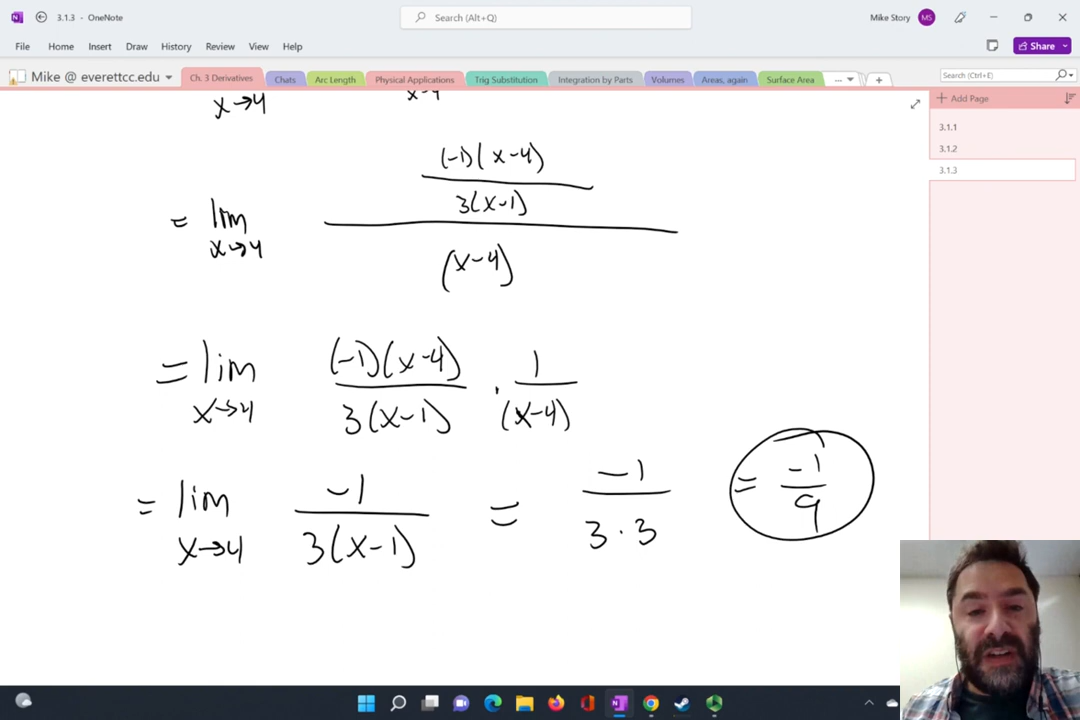 3.1.3 - OneNote
Search (Alt+Q)
Mike Story MS
File Home Insert Draw History Review View Help
Share
Mike @ everettcc.edu
Ch. 3 Derivatives Chats Arc Length Physical Applications Trig Substitution Integration by Parts Volumes Areas, again Surface Area ... +
Search (Ctrl+E)
+ Add Page
3.1.1
3.1.2
3.1.3
x→4 x-4
(-1)(x-4)
3(x-1)
= lim
x→4
(x-4)
= lim (-1)(x-4) · 1
x→4 3(x-1) (x-4)
= lim -1 = -1 = -1
x→4 3(x-1) 3·3 9